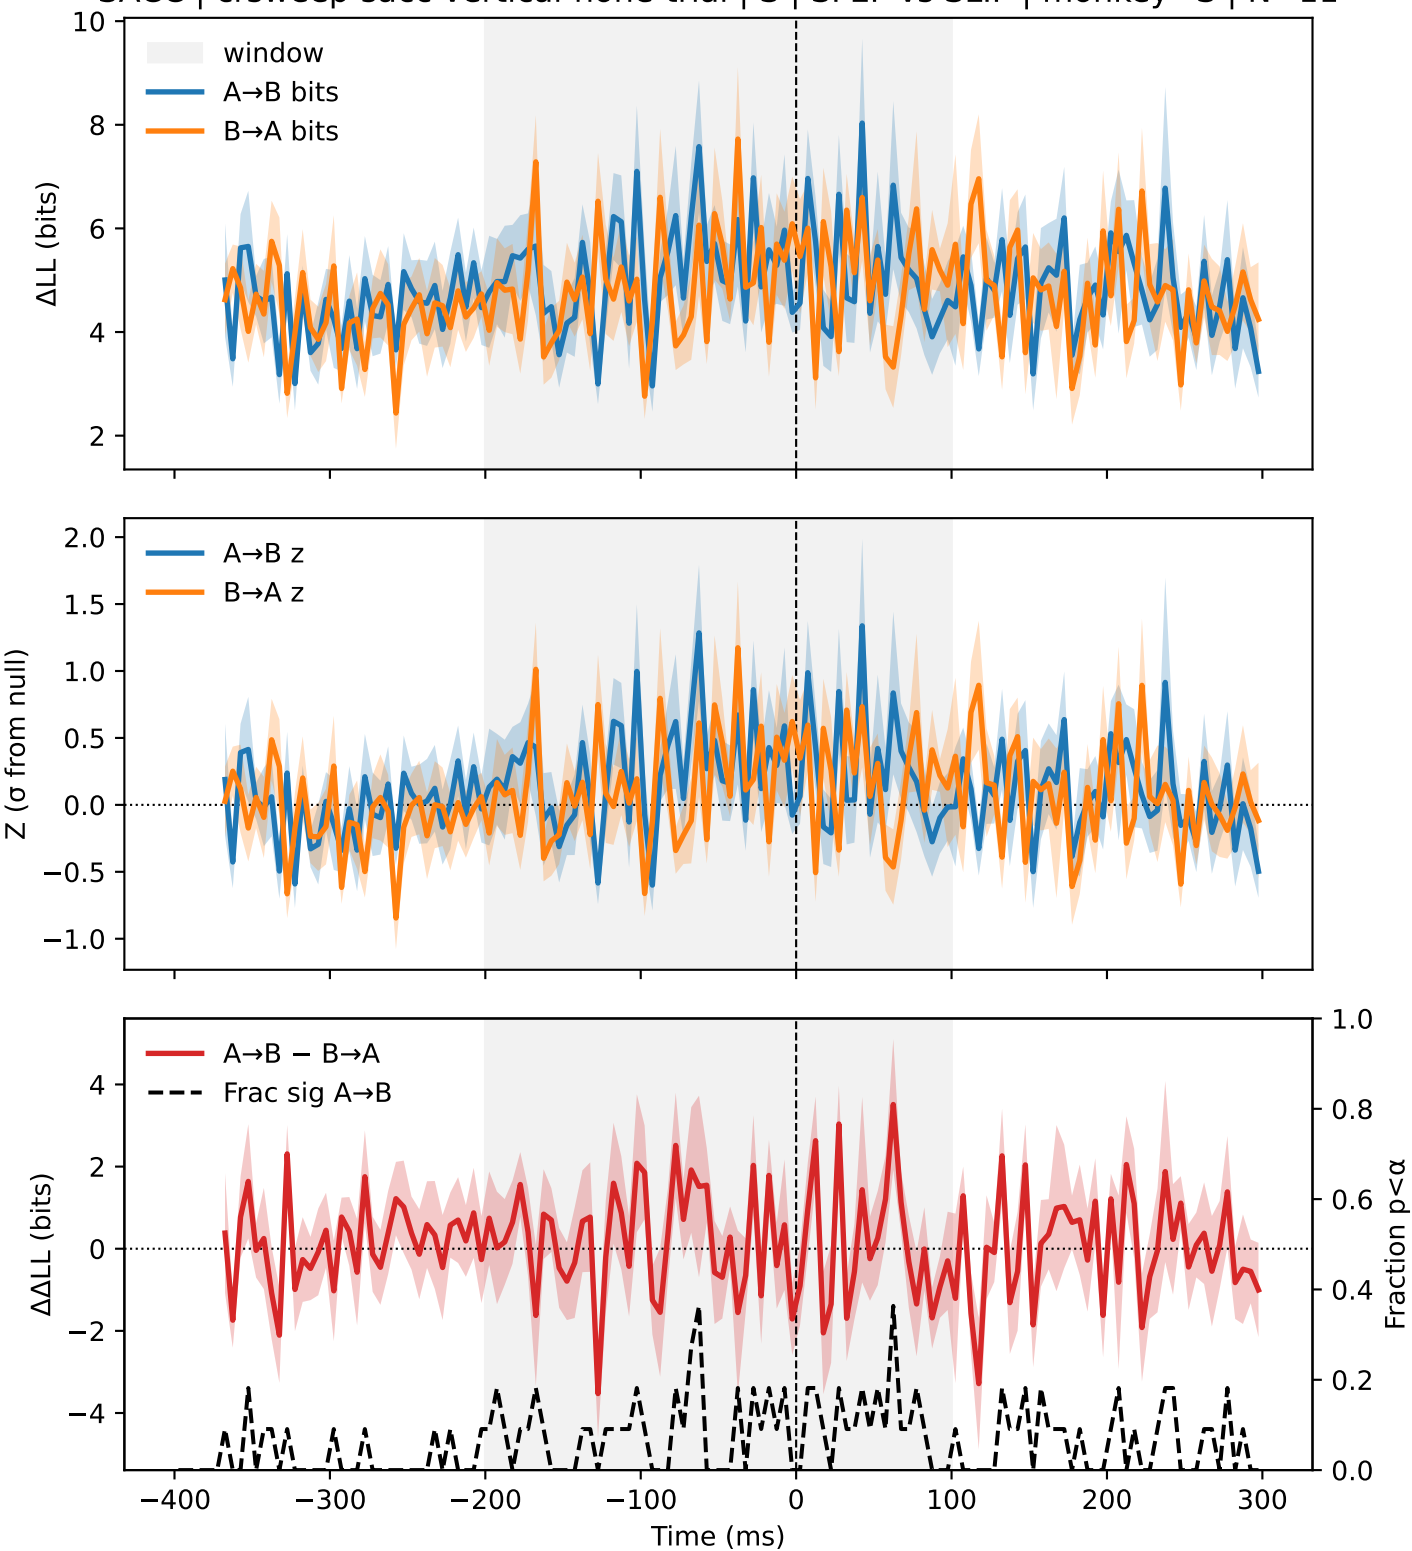 10
8
6
4
2
ΔLL (bits)
window
A→B bits
B→A bits
2.0
1.5
1.0
0.5
0.0
−0.5
−1.0
Z (σ from null)
A→B z
B→A z
4
2
0
−2
−4
ΔΔLL (bits)
A→B − B→A
Frac sig A→B
1.0
0.8
0.6
0.4
0.2
0.0
Fraction p<α
−400 −300 −200 −100 0 100 200 300
Time (ms)